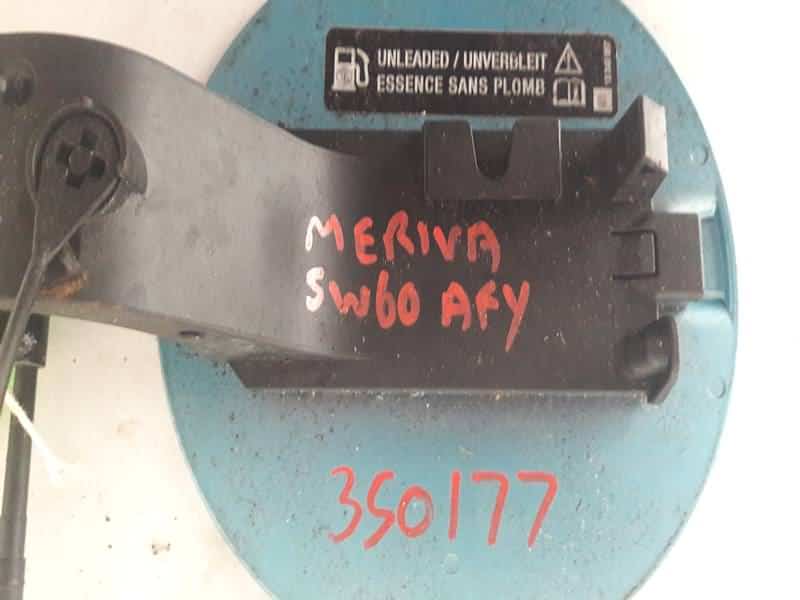 UNLEADED / UNVERBLEIT
ESSENCE SANS PLOMB
MERIVA
SW60 AFY
350177